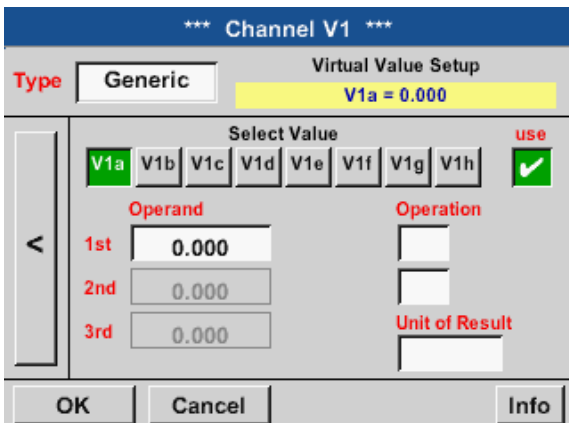 *** Channel V1 ***
Type Generic Virtual Value Setup
V1a = 0.000
Select Value use
V1a V1b V1c V1d V1e V1f V1g V1h
Operand Operation
< 1st 0.000
2nd 0.000
3rd 0.000 Unit of Result
OK Cancel Info